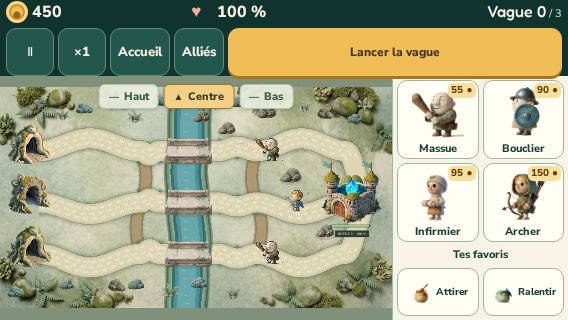 450
100 %
Vague 0 / 3
II
×1
Accueil
Alliés
Lancer la vague
— Haut
▲ Centre
— Bas
55
90
Massue
Bouclier
95
150
Infirmier
Archer
Tes favoris
Attirer
Ralentir